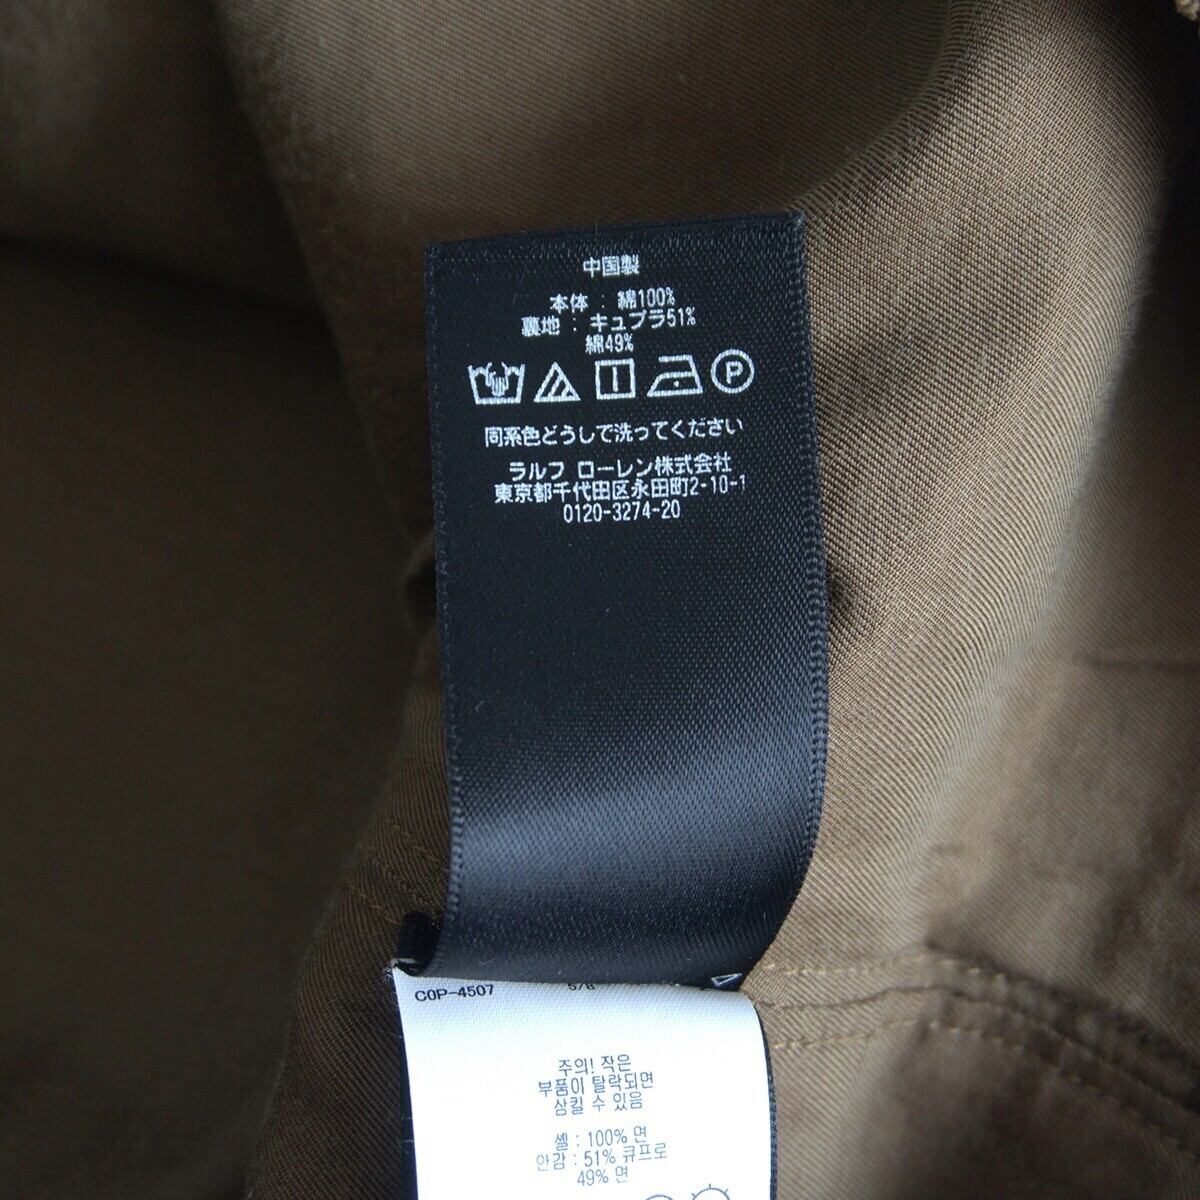 中国製
本体 : 綿100%
裏地 : キュプラ51%
綿49%
P
同系色どうしで洗ってください
ラルフ ローレン株式会社
東京都千代田区永田町2-10-1
0120-3274-20
COP-4507
주의! 작은
부품이 탈락되면
삼킬 수 있음
쉘 : 100% 면
안감 : 51% 큐프로
49% 면